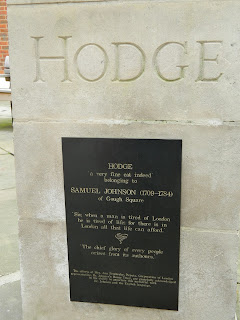 HODGE
HODGE
a very fine cat indeed
belonging to
SAMUEL JOHNSON (1709-1784)
of Gough Square
Sir, when a man is tired of London
he is tired of life: for there is in
London all that life can afford.
The chief glory of every people
arises from its authours.